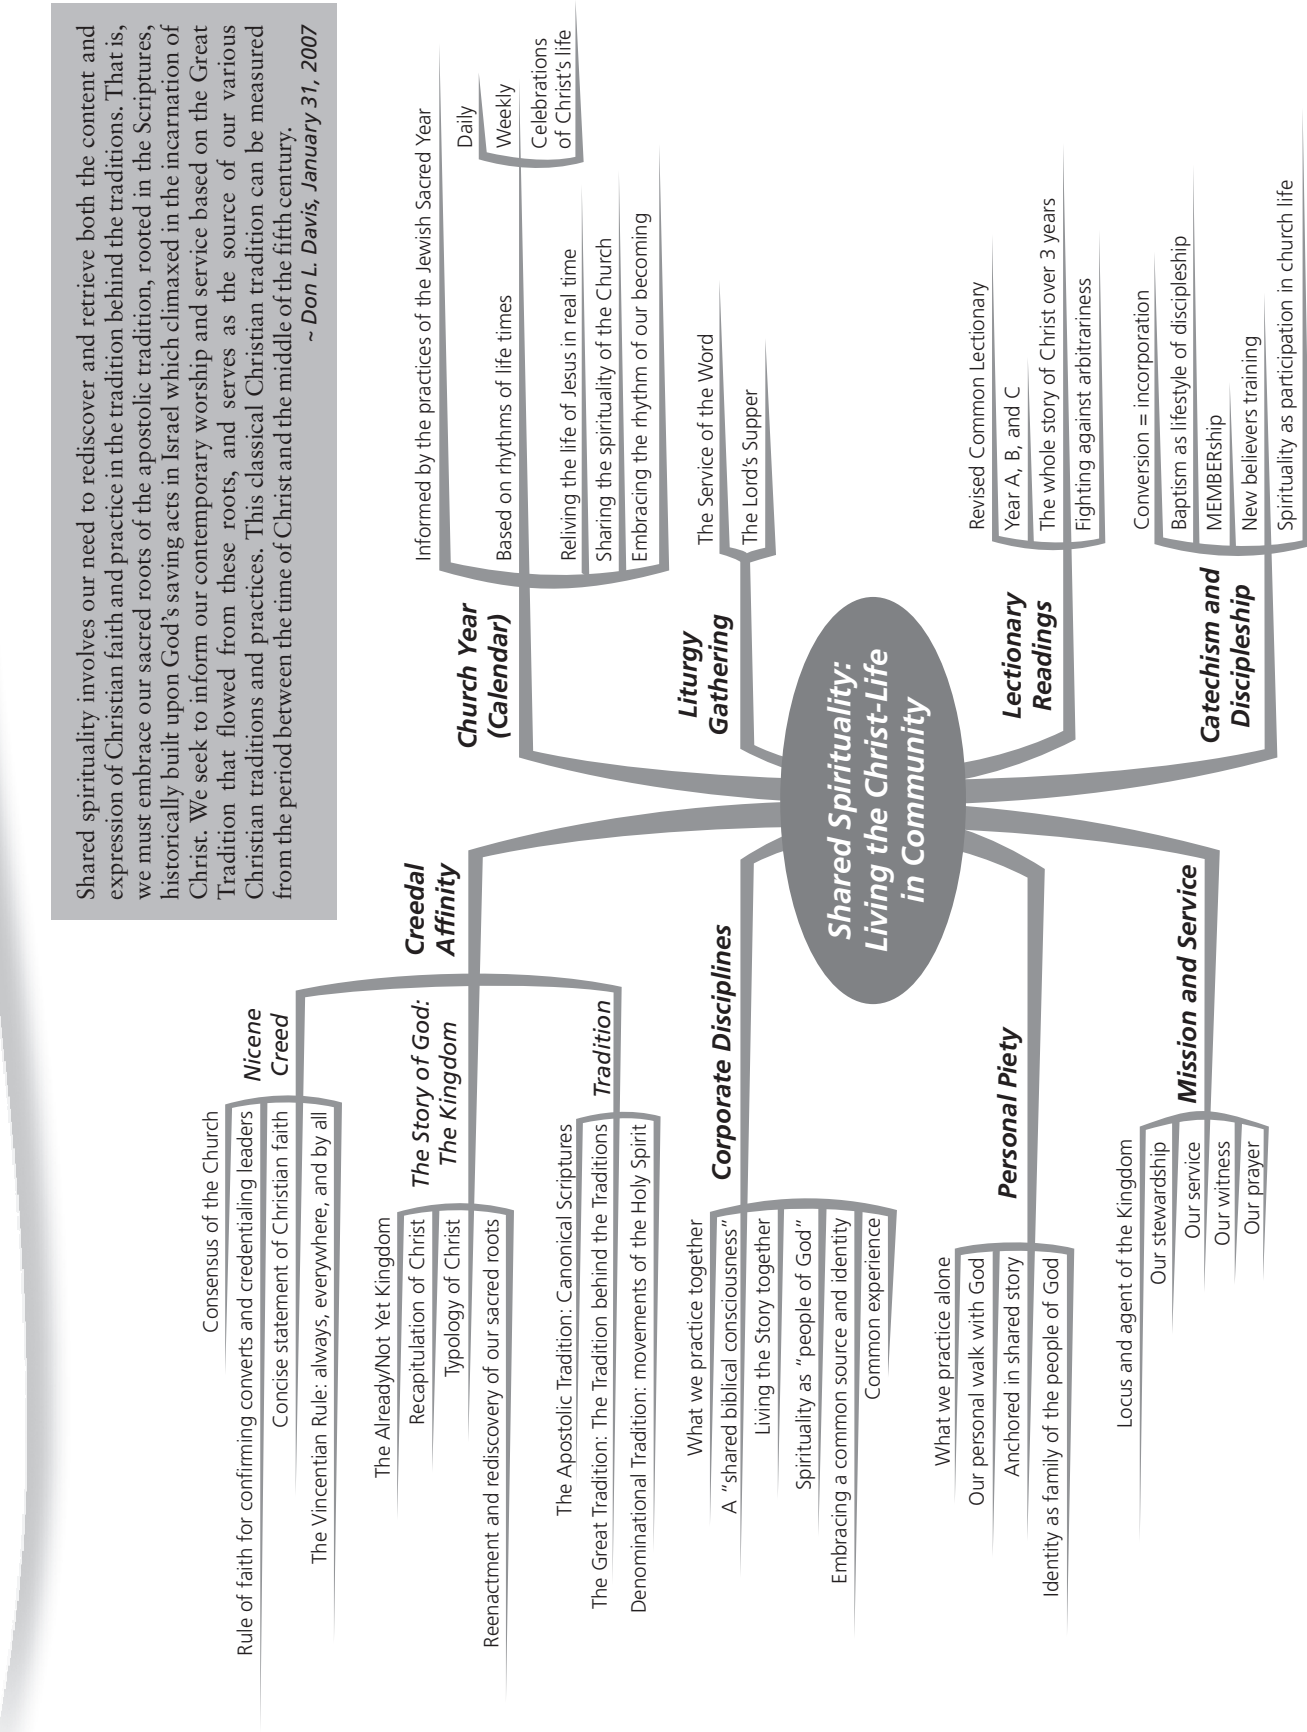 Shared spirituality involves our need to rediscover and retrieve both the content and
expression of Christian faith and practice in the tradition behind the traditions. That is,
we must embrace our sacred roots of the apostolic tradition, rooted in the Scriptures,
historically built upon God's saving acts in Israel which climaxed in the incarnation of
Christ. We seek to inform our contemporary worship and service based on the Great
Tradition that flowed from these roots, and serves as the source of our various
Christian traditions and practices. This classical Christian tradition can be measured
from the period between the time of Christ and the middle of the fifth century.
~ Don L. Davis, January 31, 2007
Shared Spirituality:
Living the Christ-Life
in Community
Creedal
Affinity
Nicene
Creed
Consensus of the Church
Rule of faith for confirming converts and credentialing leaders
Concise statement of Christian faith
The Vincentian Rule: always, everywhere, and by all
The Story of God:
The Kingdom
The Already/Not Yet Kingdom
Recapitulation of Christ
Typology of Christ
Reenactment and rediscovery of our sacred roots
Tradition
The Apostolic Tradition: Canonical Scriptures
The Great Tradition: The Tradition behind the Traditions
Denominational Tradition: movements of the Holy Spirit
Corporate Disciplines
What we practice together
A "shared biblical consciousness"
Living the Story together
Spirituality as "people of God"
Embracing a common source and identity
Common experience
Personal Piety
What we practice alone
Our personal walk with God
Anchored in shared story
Identity as family of the people of God
Mission and Service
Locus and agent of the Kingdom
Our stewardship
Our service
Our witness
Our prayer
Church Year
(Calendar)
Informed by the practices of the Jewish Sacred Year
Based on rhythms of life times
Daily
Weekly
Celebrations
of Christ's life
Reliving the life of Jesus in real time
Sharing the spirituality of the Church
Embracing the rhythm of our becoming
Liturgy
Gathering
The Service of the Word
The Lord's Supper
Lectionary
Readings
Revised Common Lectionary
Year A, B, and C
The whole story of Christ over 3 years
Fighting against arbitrariness
Catechism and
Discipleship
Conversion = incorporation
Baptism as lifestyle of discipleship
MEMBERship
New believers training
Spirituality as participation in church life